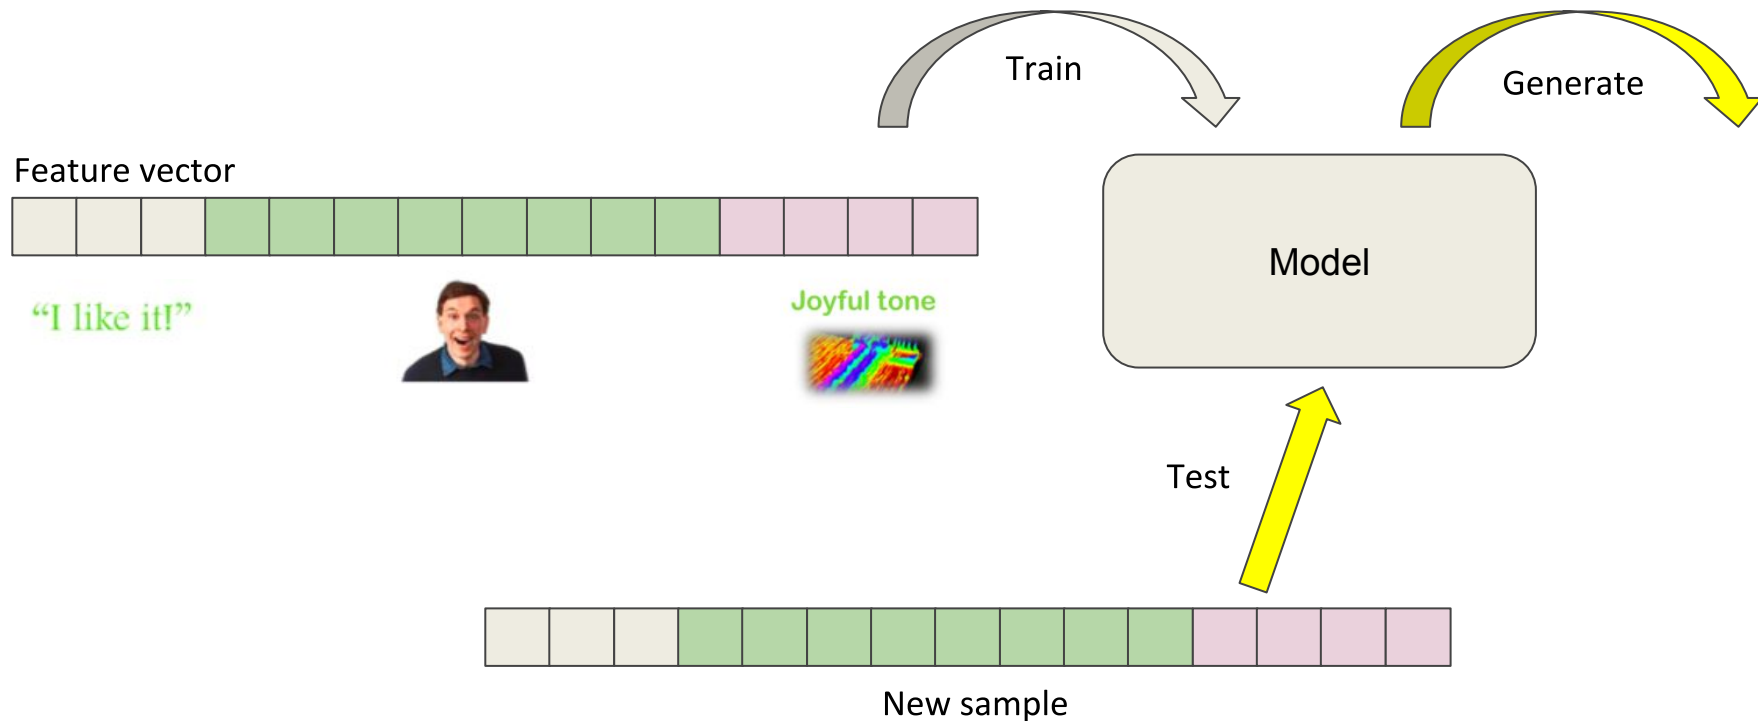 Train
Generate
Feature vector
“I like it!”
Joyful tone
Model
Test
New sample